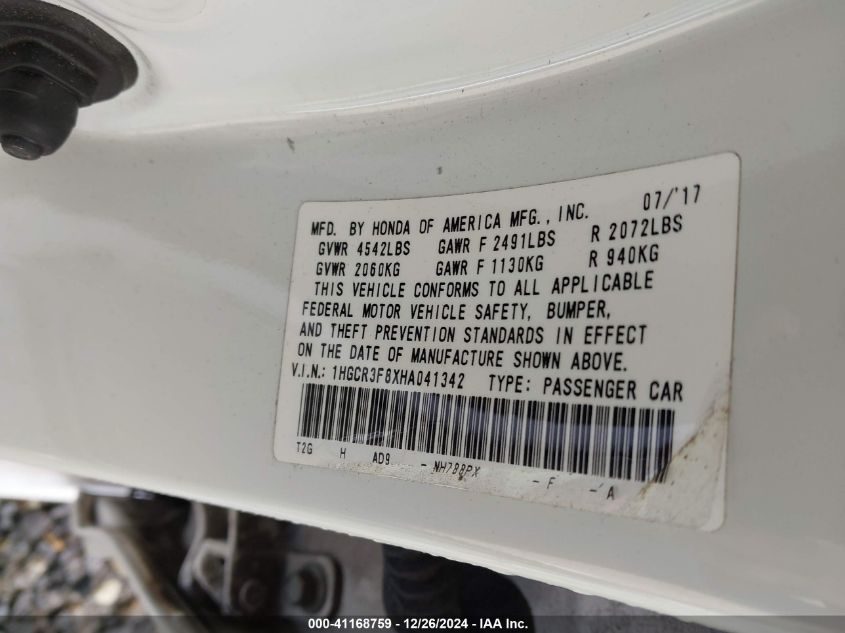 07/'17
MFD. BY HONDA OF AMERICA MFG., INC.
GVWR 4542LBS GAWR F 2491LBS R 2072LBS
GVWR 2060KG GAWR F 1130KG R 940KG
THIS VEHICLE CONFORMS TO ALL APPLICABLE
FEDERAL MOTOR VEHICLE SAFETY, BUMPER,
AND THEFT PREVENTION STANDARDS IN EFFECT
ON THE DATE OF MANUFACTURE SHOWN ABOVE.
V.I.N.: 1HGCR3F8XHA041342 TYPE: PASSENGER CAR
T2G H AD9 - NH788PX - F - A
000-41168759 - 12/26/2024 - IAA Inc.